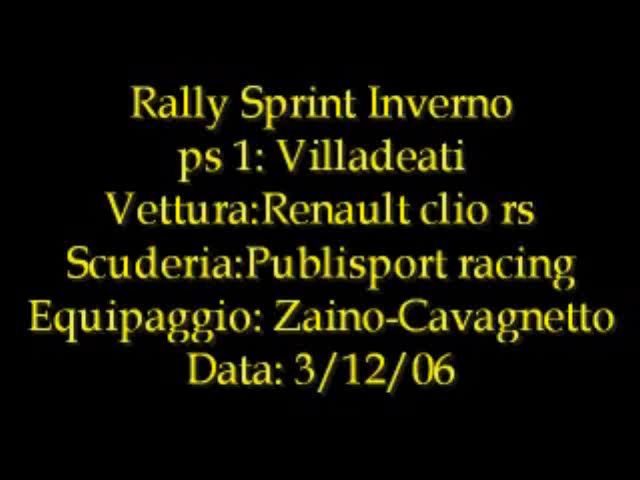 Rally Sprint Inverno
ps 1: Villadeati
Vettura:Renault clio rs
Scuderia:Publisport racing
Equipaggio: Zaino-Cavagnetto
Data: 3/12/06